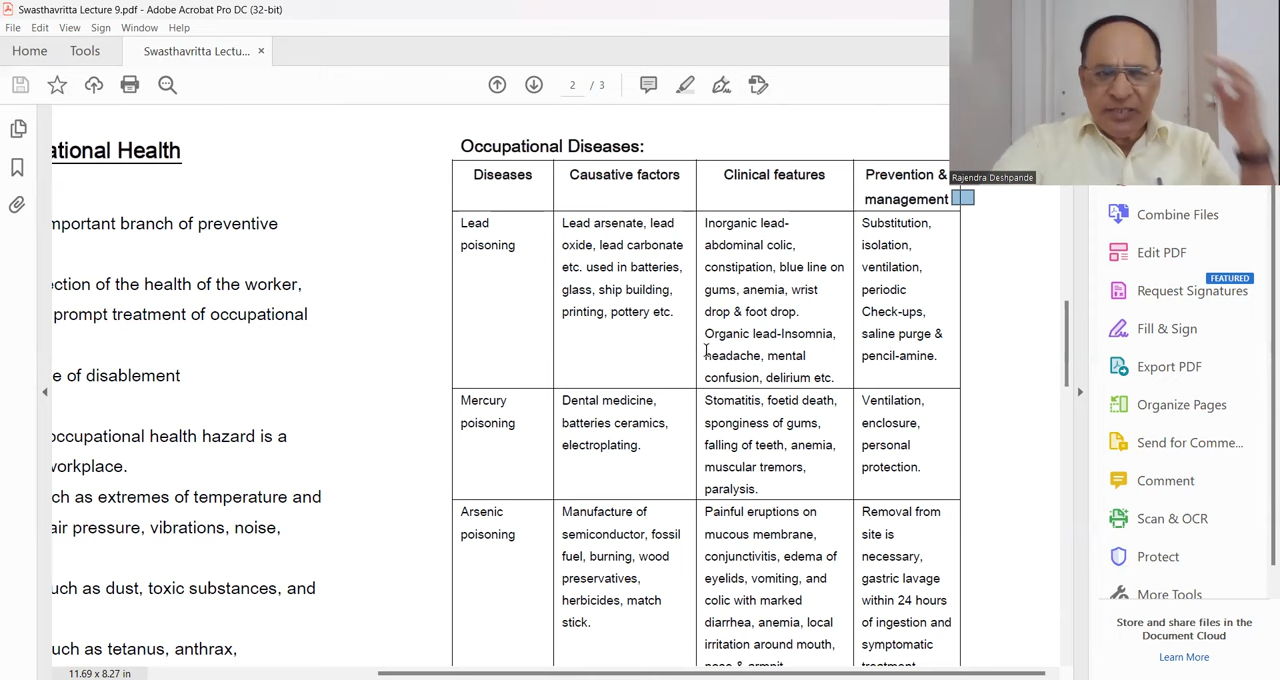 Swasthavritta Lecture 9.pdf - Adobe Acrobat Pro DC (32-bit)
File Edit View Sign Window Help
Home Tools Swasthavritta Lectu... ×
2 / 3
Rajendra Deshpande
ational Health
mportant branch of preventive
ection of the health of the worker,
prompt treatment of occupational
e of disablement
occupational health hazard is a
workplace.
ch as extremes of temperature and
air pressure, vibrations, noise,
uch as dust, toxic substances, and
uch as tetanus, anthrax,
Occupational Diseases:
Diseases
Causative factors
Clinical features
Prevention &
management
Lead
poisoning
Lead arsenate, lead
oxide, lead carbonate
etc. used in batteries,
glass, ship building,
printing, pottery etc.
Inorganic lead-
abdominal colic,
constipation, blue line on
gums, anemia, wrist
drop & foot drop.
Organic lead-Insomnia,
headache, mental
confusion, delirium etc.
Substitution,
isolation,
ventilation,
periodic
Check-ups,
saline purge &
pencil-amine.
Mercury
poisoning
Dental medicine,
batteries ceramics,
electroplating.
Stomatitis, foetid death,
sponginess of gums,
falling of teeth, anemia,
muscular tremors,
paralysis.
Ventilation,
enclosure,
personal
protection.
Arsenic
poisoning
Manufacture of
semiconductor, fossil
fuel, burning, wood
preservatives,
herbicides, match
stick.
Painful eruptions on
mucous membrane,
conjunctivitis, edema of
eyelids, vomiting, and
colic with marked
diarrhea, anemia, local
irritation around mouth,
nose & armpit
Removal from
site is
necessary,
gastric lavage
within 24 hours
of ingestion and
symptomatic
treatment
Combine Files
Edit PDF
FEATURED
Request Signatures
Fill & Sign
Export PDF
Organize Pages
Send for Comme...
Comment
Scan & OCR
Protect
More Tools
Store and share files in the
Document Cloud
Learn More
11.69 x 8.27 in